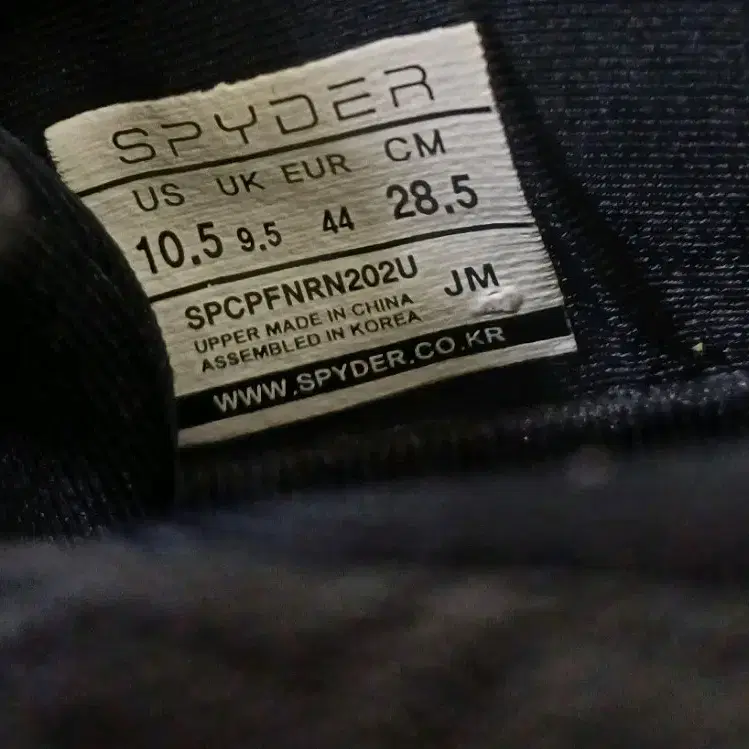 SPYDER
US UK EUR CM
10.5 9.5 44 28.5
SPCPFNRN202U JM
UPPER MADE IN CHINA
ASSEMBLED IN KOREA
WWW.SPYDER.CO.KR